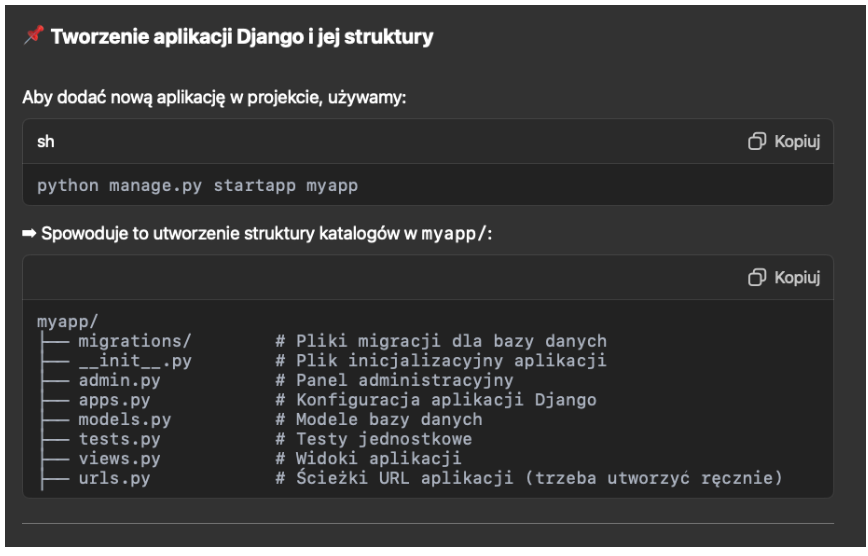 📌 Tworzenie aplikacji Django i jej struktury
Aby dodać nową aplikację w projekcie, używamy:
sh
Kopiuj
python manage.py startapp myapp
➡ Spowoduje to utworzenie struktury katalogów w myapp/:
Kopiuj
myapp/
├── migrations/        # Pliki migracji dla bazy danych
├── __init__.py        # Plik inicjalizacyjny aplikacji
├── admin.py           # Panel administracyjny
├── apps.py            # Konfiguracja aplikacji Django
├── models.py          # Modele bazy danych
├── tests.py           # Testy jednostkowe
├── views.py           # Widoki aplikacji
├── urls.py            # Ścieżki URL aplikacji (trzeba utworzyć ręcznie)